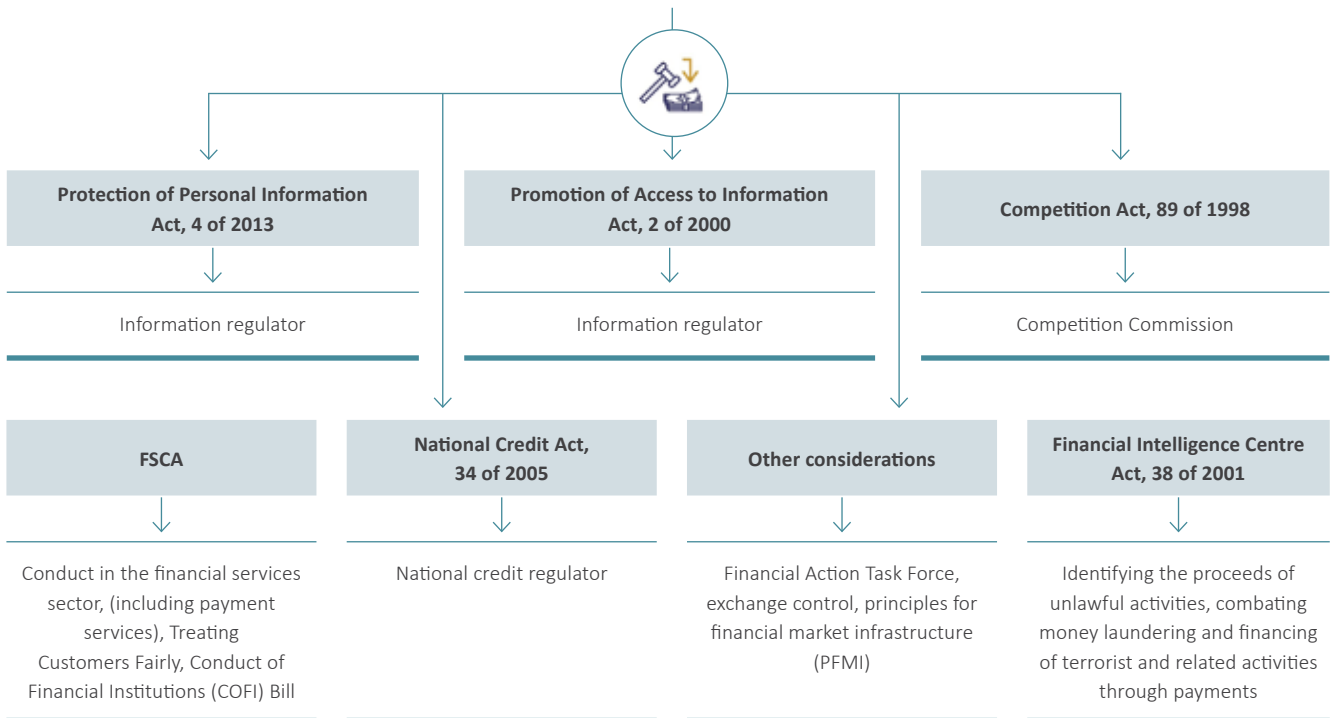 Protection of Personal Information
Act, 4 of 2013
Information regulator
Promotion of Access to Information
Act, 2 of 2000
Information regulator
Competition Act, 89 of 1998
Competition Commission
FSCA
Conduct in the financial services
sector, (including payment
services), Treating
Customers Fairly, Conduct of
Financial Institutions (COFI) Bill
National Credit Act,
34 of 2005
National credit regulator
Other considerations
Financial Action Task Force,
exchange control, principles for
financial market infrastructure
(PFMI)
Financial Intelligence Centre
Act, 38 of 2001
Identifying the proceeds of
unlawful activities, combating
money laundering and financing
of terrorist and related activities
through payments